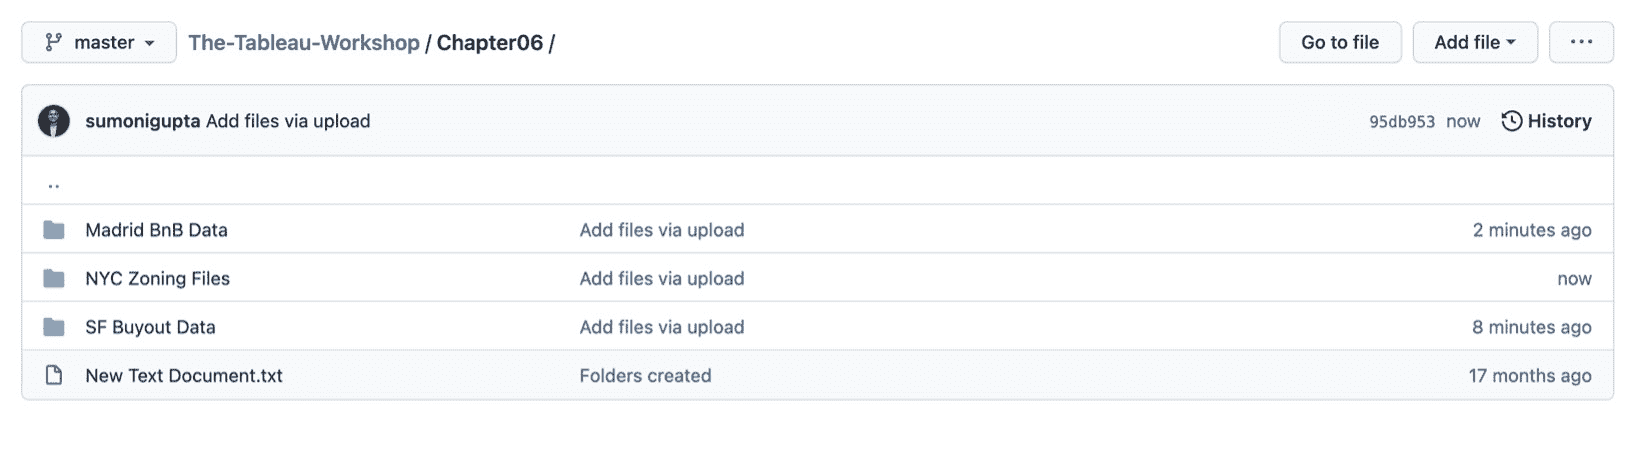 master The-Tableau-Workshop / Chapter06 / Go to file Add file ...
sumonigupta Add files via upload 95db953 now History
..
Madrid BnB Data Add files via upload 2 minutes ago
NYC Zoning Files Add files via upload now
SF Buyout Data Add files via upload 8 minutes ago
New Text Document.txt Folders created 17 months ago